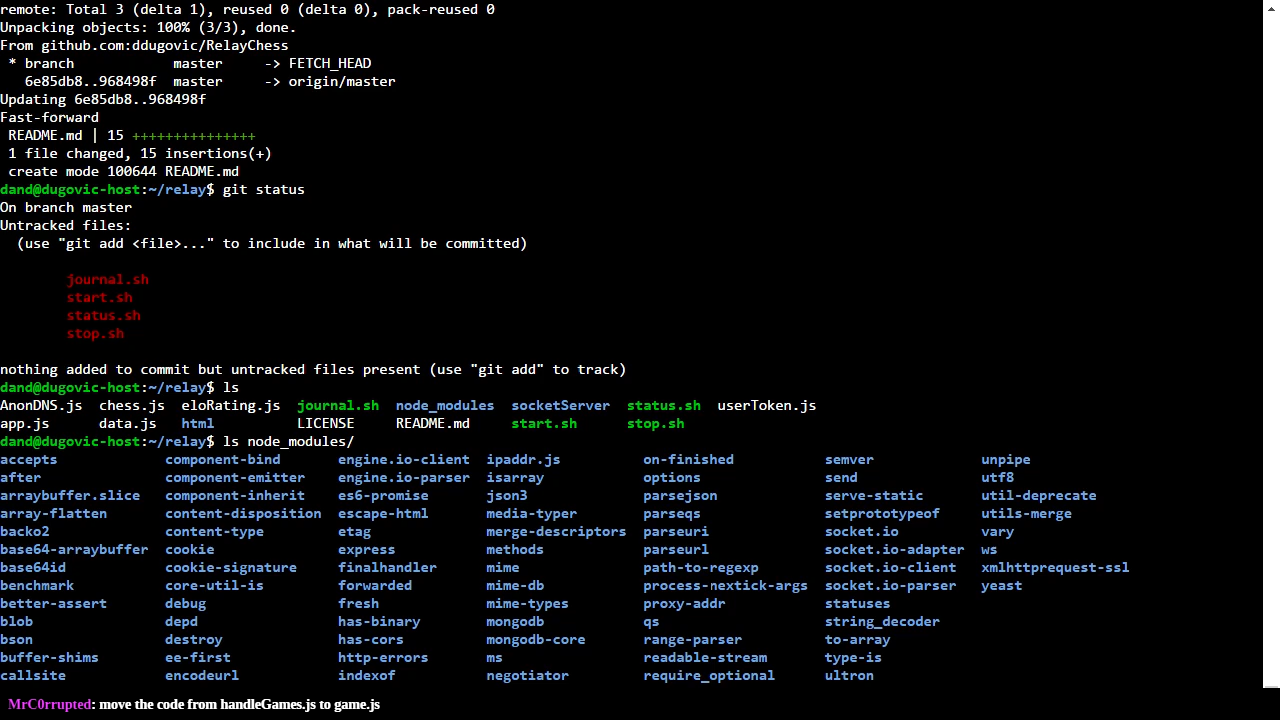 remote: Total 3 (delta 1), reused 0 (delta 0), pack-reused 0
Unpacking objects: 100% (3/3), done.
From github.com:ddugovic/RelayChess
 * branch            master     -> FETCH_HEAD
   6e85db8..968498f  master     -> origin/master
Updating 6e85db8..968498f
Fast-forward
 README.md | 15 +++++++++++++++
 1 file changed, 15 insertions(+)
 create mode 100644 README.md
dand@dugovic-host:~/relay$ git status
On branch master
Untracked files:
  (use "git add <file>..." to include in what will be committed)
        journal.sh
        start.sh
        status.sh
        stop.sh
nothing added to commit but untracked files present (use "git add" to track)
dand@dugovic-host:~/relay$ ls
AnonDNS.js  chess.js  eloRating.js  journal.sh  node_modules  socketServer  status.sh  userToken.js
app.js      data.js   html          LICENSE     README.md     start.sh      stop.sh
dand@dugovic-host:~/relay$ ls node_modules/
accepts             component-bind       engine.io-client  ipaddr.js          on-finished           semver             unpipe
after               component-emitter    engine.io-parser  isarray            options               send               utf8
arraybuffer.slice   component-inherit    es6-promise       json3              parsejson             serve-static       util-deprecate
array-flatten       content-disposition  escape-html       media-typer        parseqs               setprototypeof     utils-merge
backo2              content-type         etag              merge-descriptors  parseuri              socket.io          vary
base64-arraybuffer  cookie               express           methods            parseurl              socket.io-adapter  ws
base64id            cookie-signature     finalhandler      mime               path-to-regexp        socket.io-client   xmlhttprequest-ssl
benchmark           core-util-is         forwarded         mime-db            process-nextick-args  socket.io-parser   yeast
better-assert       debug                fresh             mime-types         proxy-addr            statuses
blob                depd                 has-binary        mongodb            qs                    string_decoder
bson                destroy              has-cors          mongodb-core       range-parser          to-array
buffer-shims        ee-first             http-errors       ms                 readable-stream       type-is
callsite            encodeurl            indexof           negotiator         require_optional      ultron
MrC0rrupted: move the code from handleGames.js to game.js